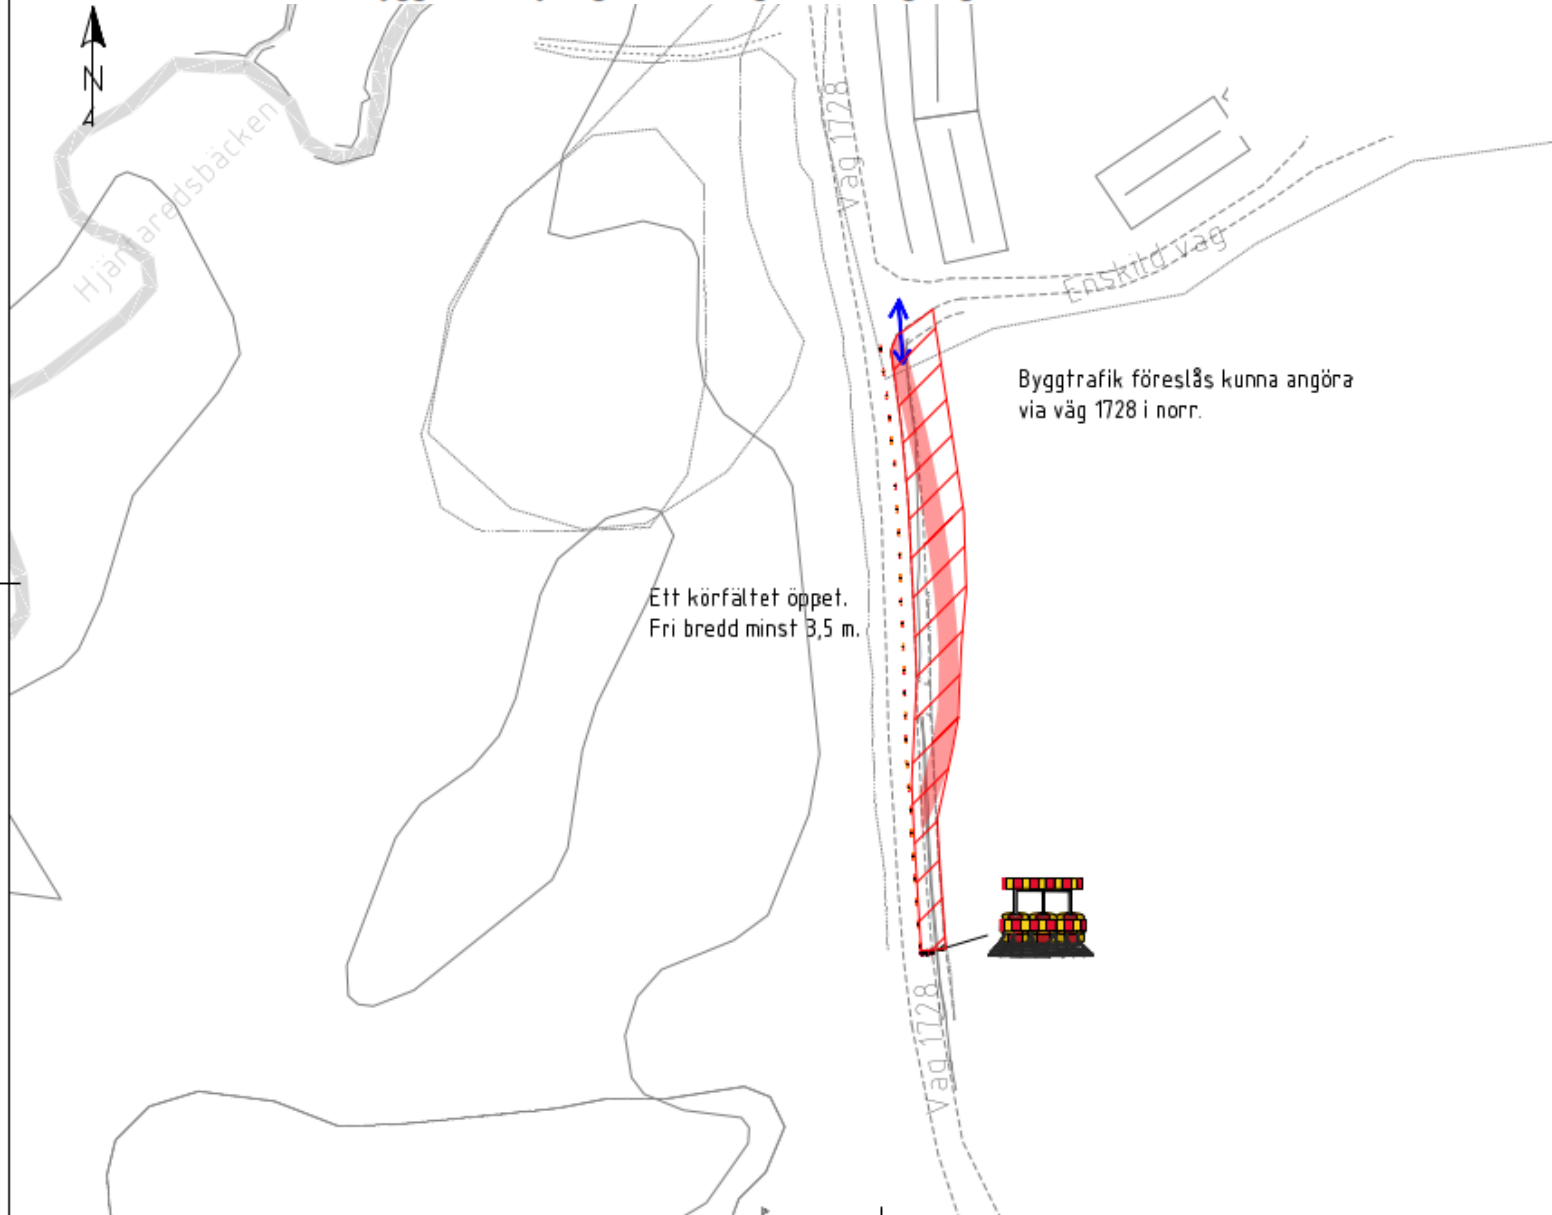 N
Hjärtaredsbäcken
Väg 1728
Enskild väg
Byggtrafik föreslås kunna angöra
via väg 1728 i norr.
Ett körfältet öppet.
Fri bredd minst 3,5 m.
Väg 1728